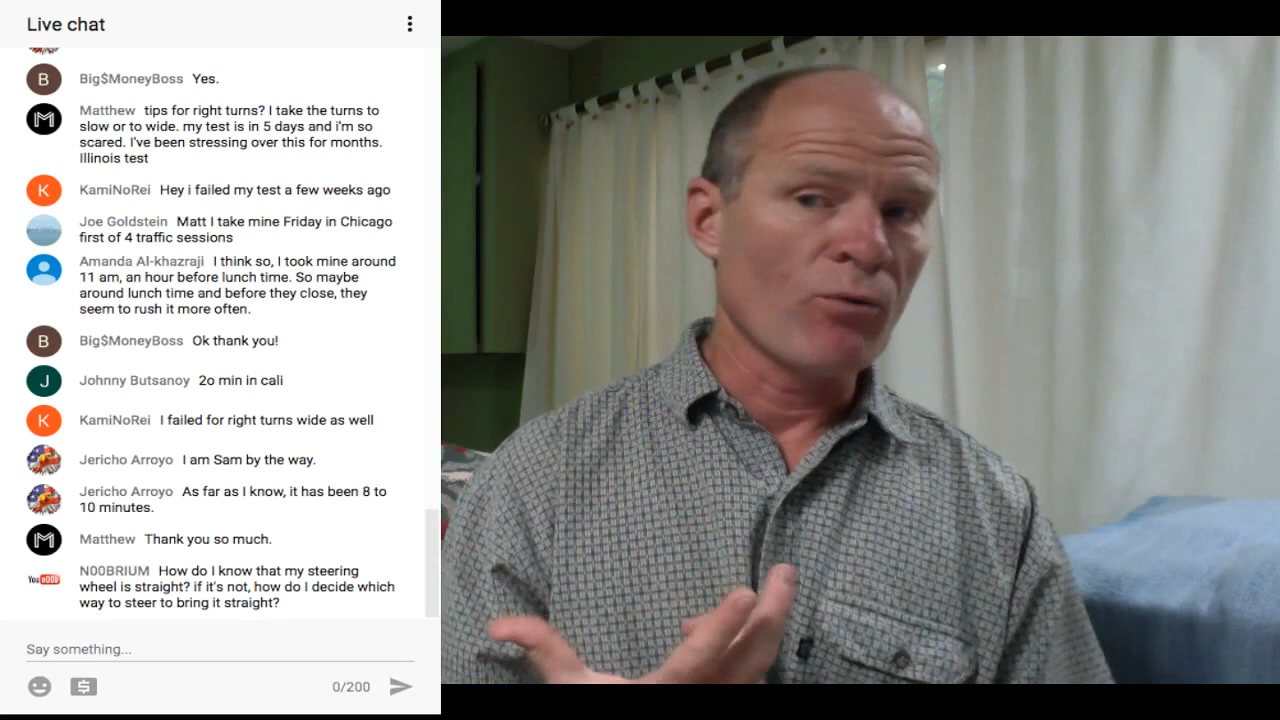 Live chat
B Big$MoneyBoss Yes.
M Matthew tips for right turns? I take the turns to
slow or to wide. my test is in 5 days and i'm so
scared. I've been stressing over this for months.
Illinois test
K KamiNoRei Hey i failed my test a few weeks ago
Joe Goldstein Matt I take mine Friday in Chicago
first of 4 traffic sessions
Amanda Al-khazraji I think so, I took mine around
11 am, an hour before lunch time. So maybe
around lunch time and before they close, they
seem to rush it more often.
B Big$MoneyBoss Ok thank you!
J Johnny Butsanoy 2o min in cali
K KamiNoRei I failed for right turns wide as well
Jericho Arroyo I am Sam by the way.
Jericho Arroyo As far as I know, it has been 8 to
10 minutes.
M Matthew Thank you so much.
You n00b N00BRIUM How do I know that my steering
wheel is straight? if it's not, how do I decide which
way to steer to bring it straight?
Say something...
$ 0/200